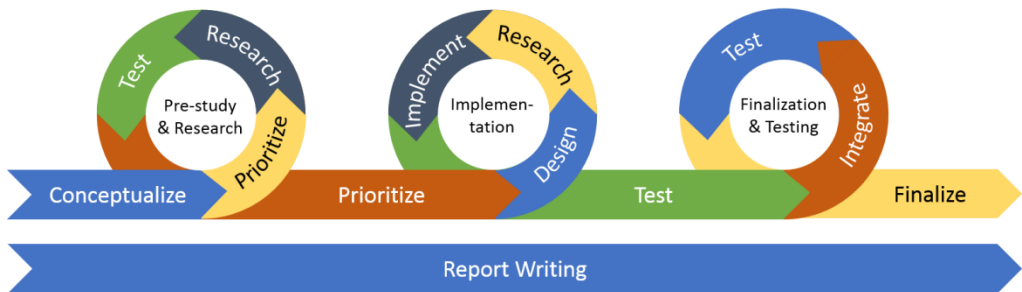 Test
Research
Pre-study
& Research
Prioritize
Implement
Research
Implemen-
tation
Design
Test
Finalization
& Testing
Integrate
Conceptualize
Prioritize
Test
Finalize
Report Writing